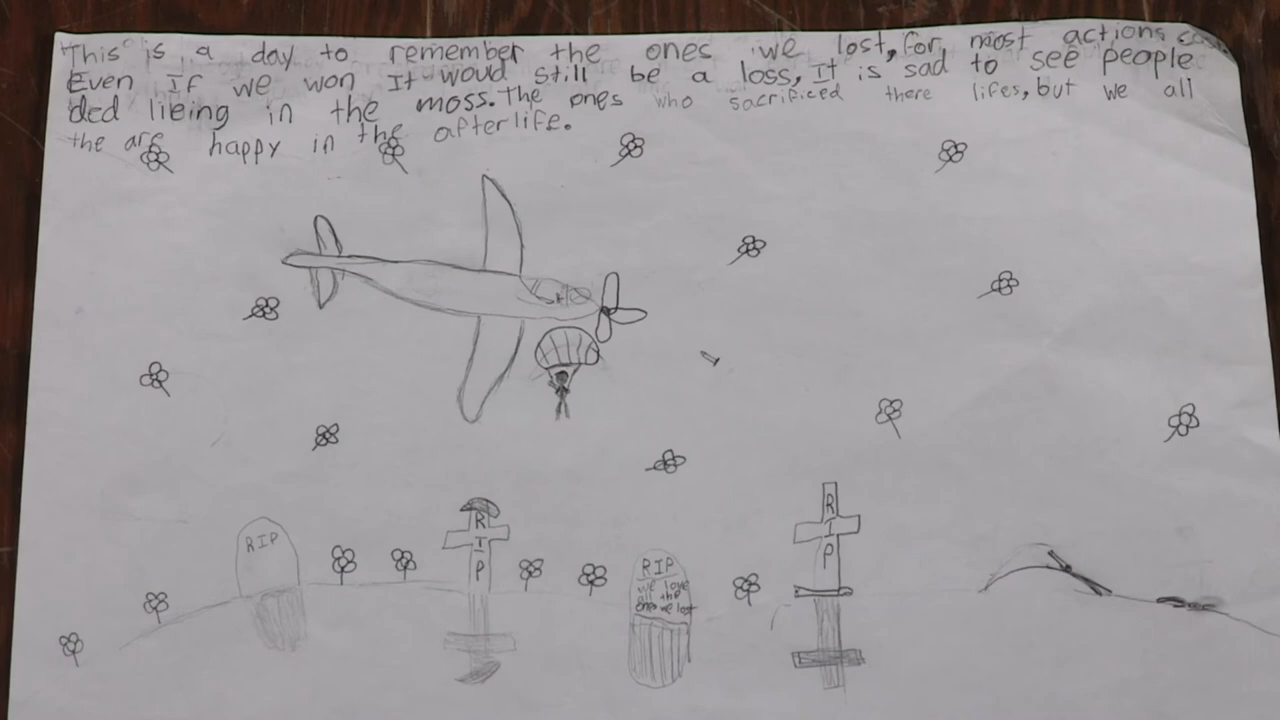 This is a day to remember the ones we lost, for most actions
Even If we won It woud still be a loss, It is sad to see people
ded lieing in the moss. The ones who sacrificed there lifes, but we all
the are happy in the afterlife.
RIP
R
I
P
RIP
we love
all the
ones we lost
R
I
P